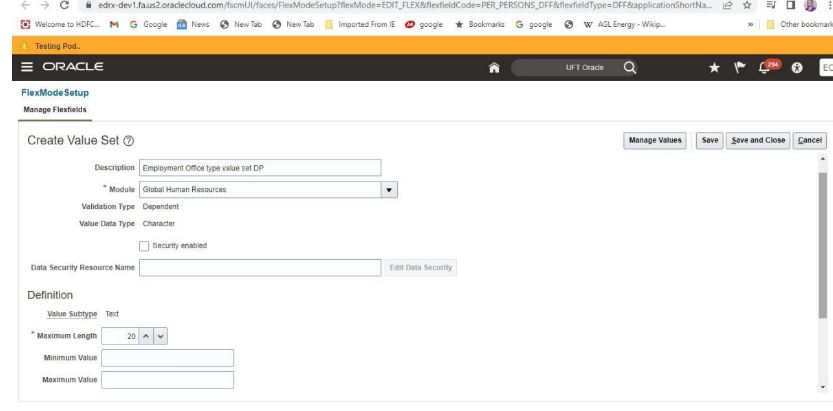 edrx-dev1.fa.us2.oraclecloud.com/fscmUI/faces/FlexModeSetup?flexMode=EDIT_FLEX&flexfieldCode=PER_PERSONS_DFF&flexfieldType=DFF&applicationShortNa...
Welcome to HDFC... Google News New Tab New Tab Imported From IE google Bookmarks google AGL Energy - Wikip... » Other bookmark
Testing Pod..
ORACLE UFT Oracle 294 EC
FlexModeSetup
Manage Flexfields
Create Value Set Manage Values Save Save and Close Cancel
Description Employment Office type value set DP
* Module Global Human Resources
Validation Type Dependent
Value Data Type Character
Security enabled
Data Security Resource Name Edit Data Security
Definition
Value Subtype Text
* Maximum Length 20
Minimum Value
Maximum Value